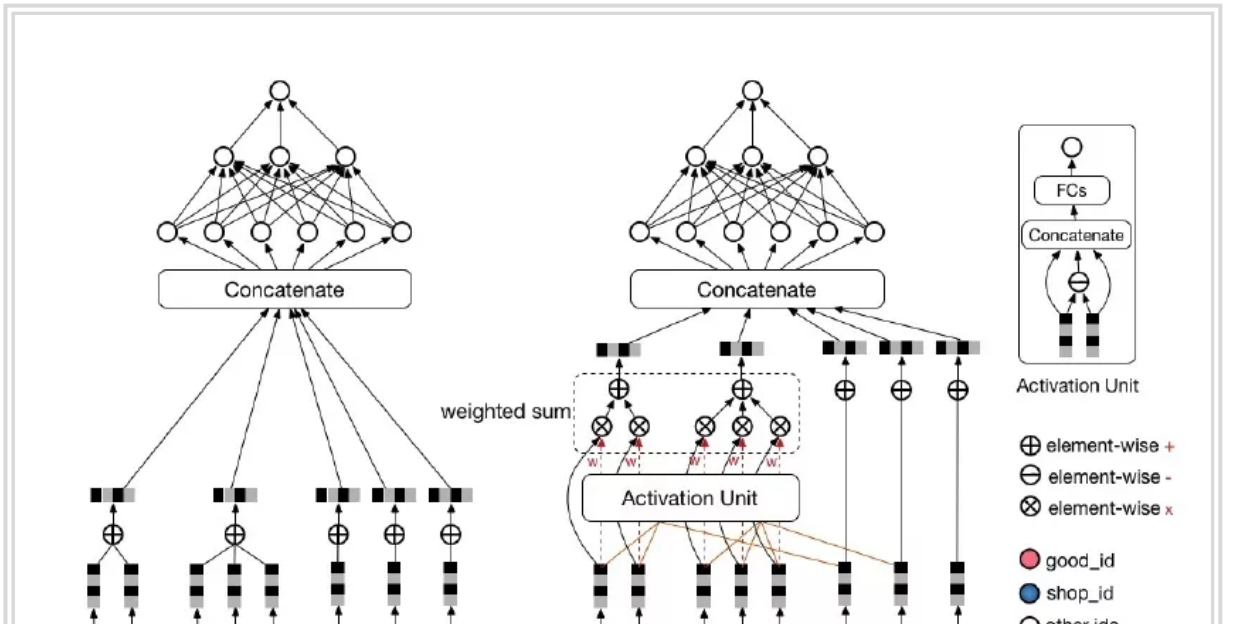 FCs
Concatenate
Concatenate
Concatenate
Activation Unit
weighted sum
w w w w w
Activation Unit
element-wise +
element-wise -
element-wise x
good_id
shop_id